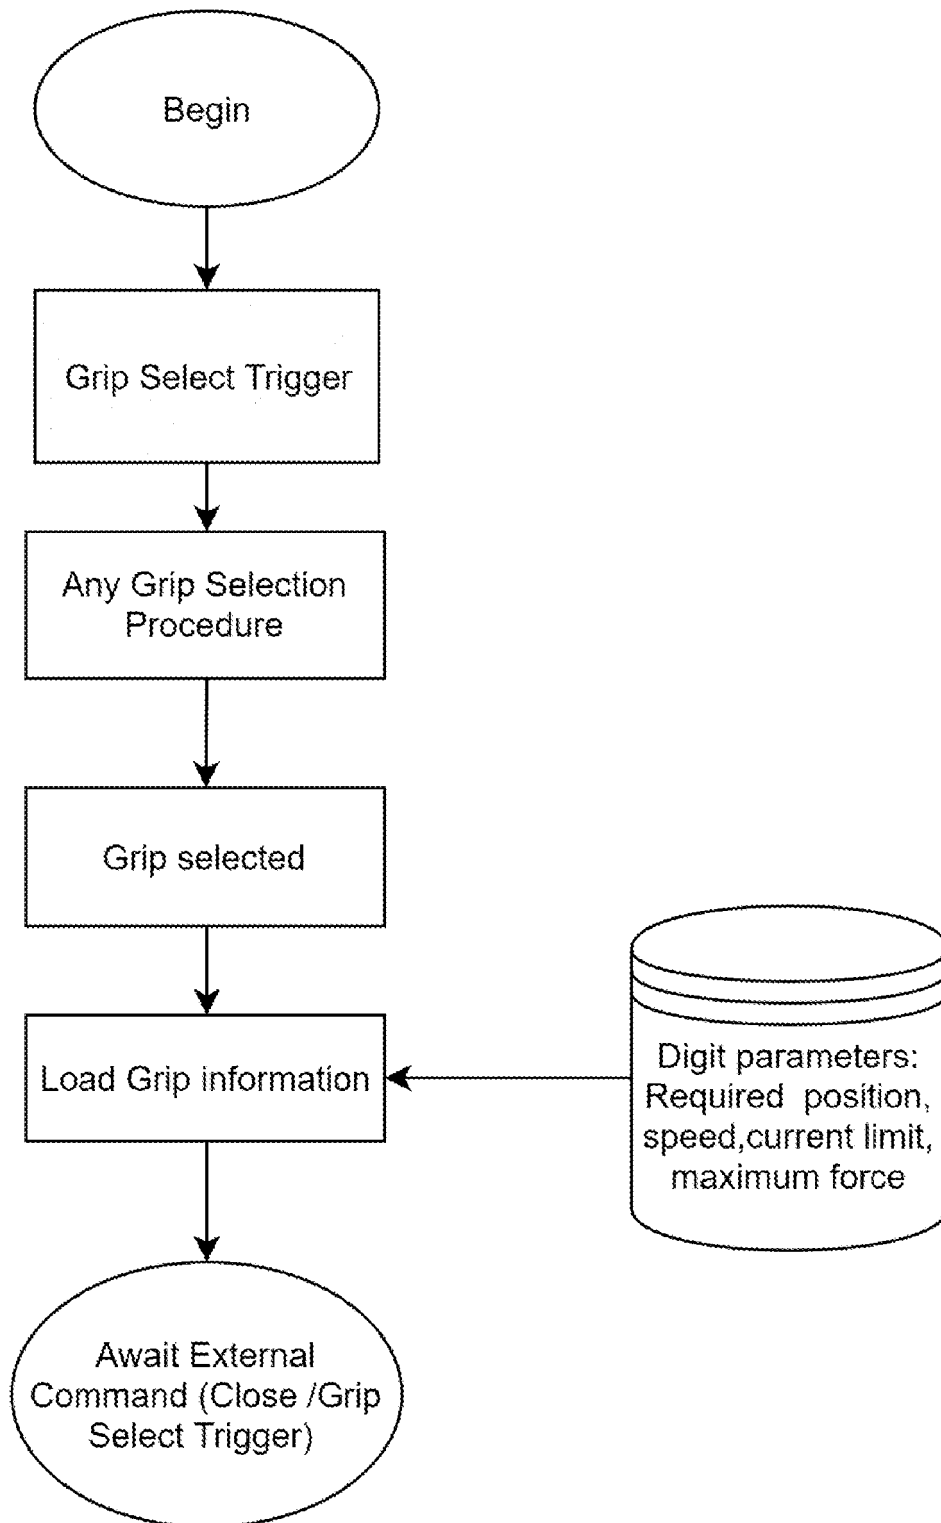 Begin
Grip Select Trigger
Any Grip Selection
Procedure
Grip selected
Load Grip information
Digit parameters:
Required position,
speed,current limit,
maximum force
Await External
Command (Close /Grip
Select Trigger)